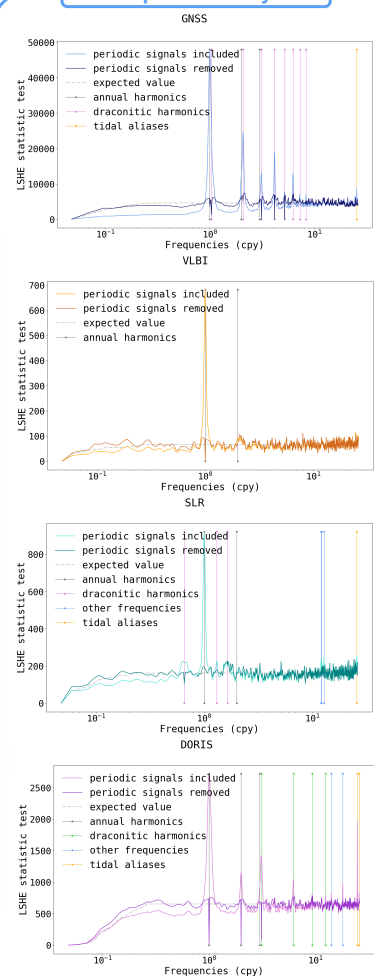 GNSS
50000
40000
30000
20000
10000
0
LSHE statistic test
periodic signals included
periodic signals removed
expected value
annual harmonics
draconitic harmonics
tidal aliases
10⁻¹
10⁰
10¹
Frequencies (cpy)
VLBI
700
600
500
400
300
200
100
0
LSHE statistic test
periodic signals included
periodic signals removed
expected value
annual harmonics
10⁻¹
10⁰
10¹
Frequencies (cpy)
SLR
800
600
400
200
0
LSHE statistic test
periodic signals included
periodic signals removed
expected value
annual harmonics
draconitic harmonics
other frequencies
tidal aliases
10⁻¹
10⁰
10¹
Frequencies (cpy)
DORIS
2500
2000
1500
1000
500
0
LSHE statistic test
periodic signals included
periodic signals removed
expected value
annual harmonics
draconitic harmonics
other frequencies
tidal aliases
10⁻¹
10⁰
10¹
Frequencies (cpy)